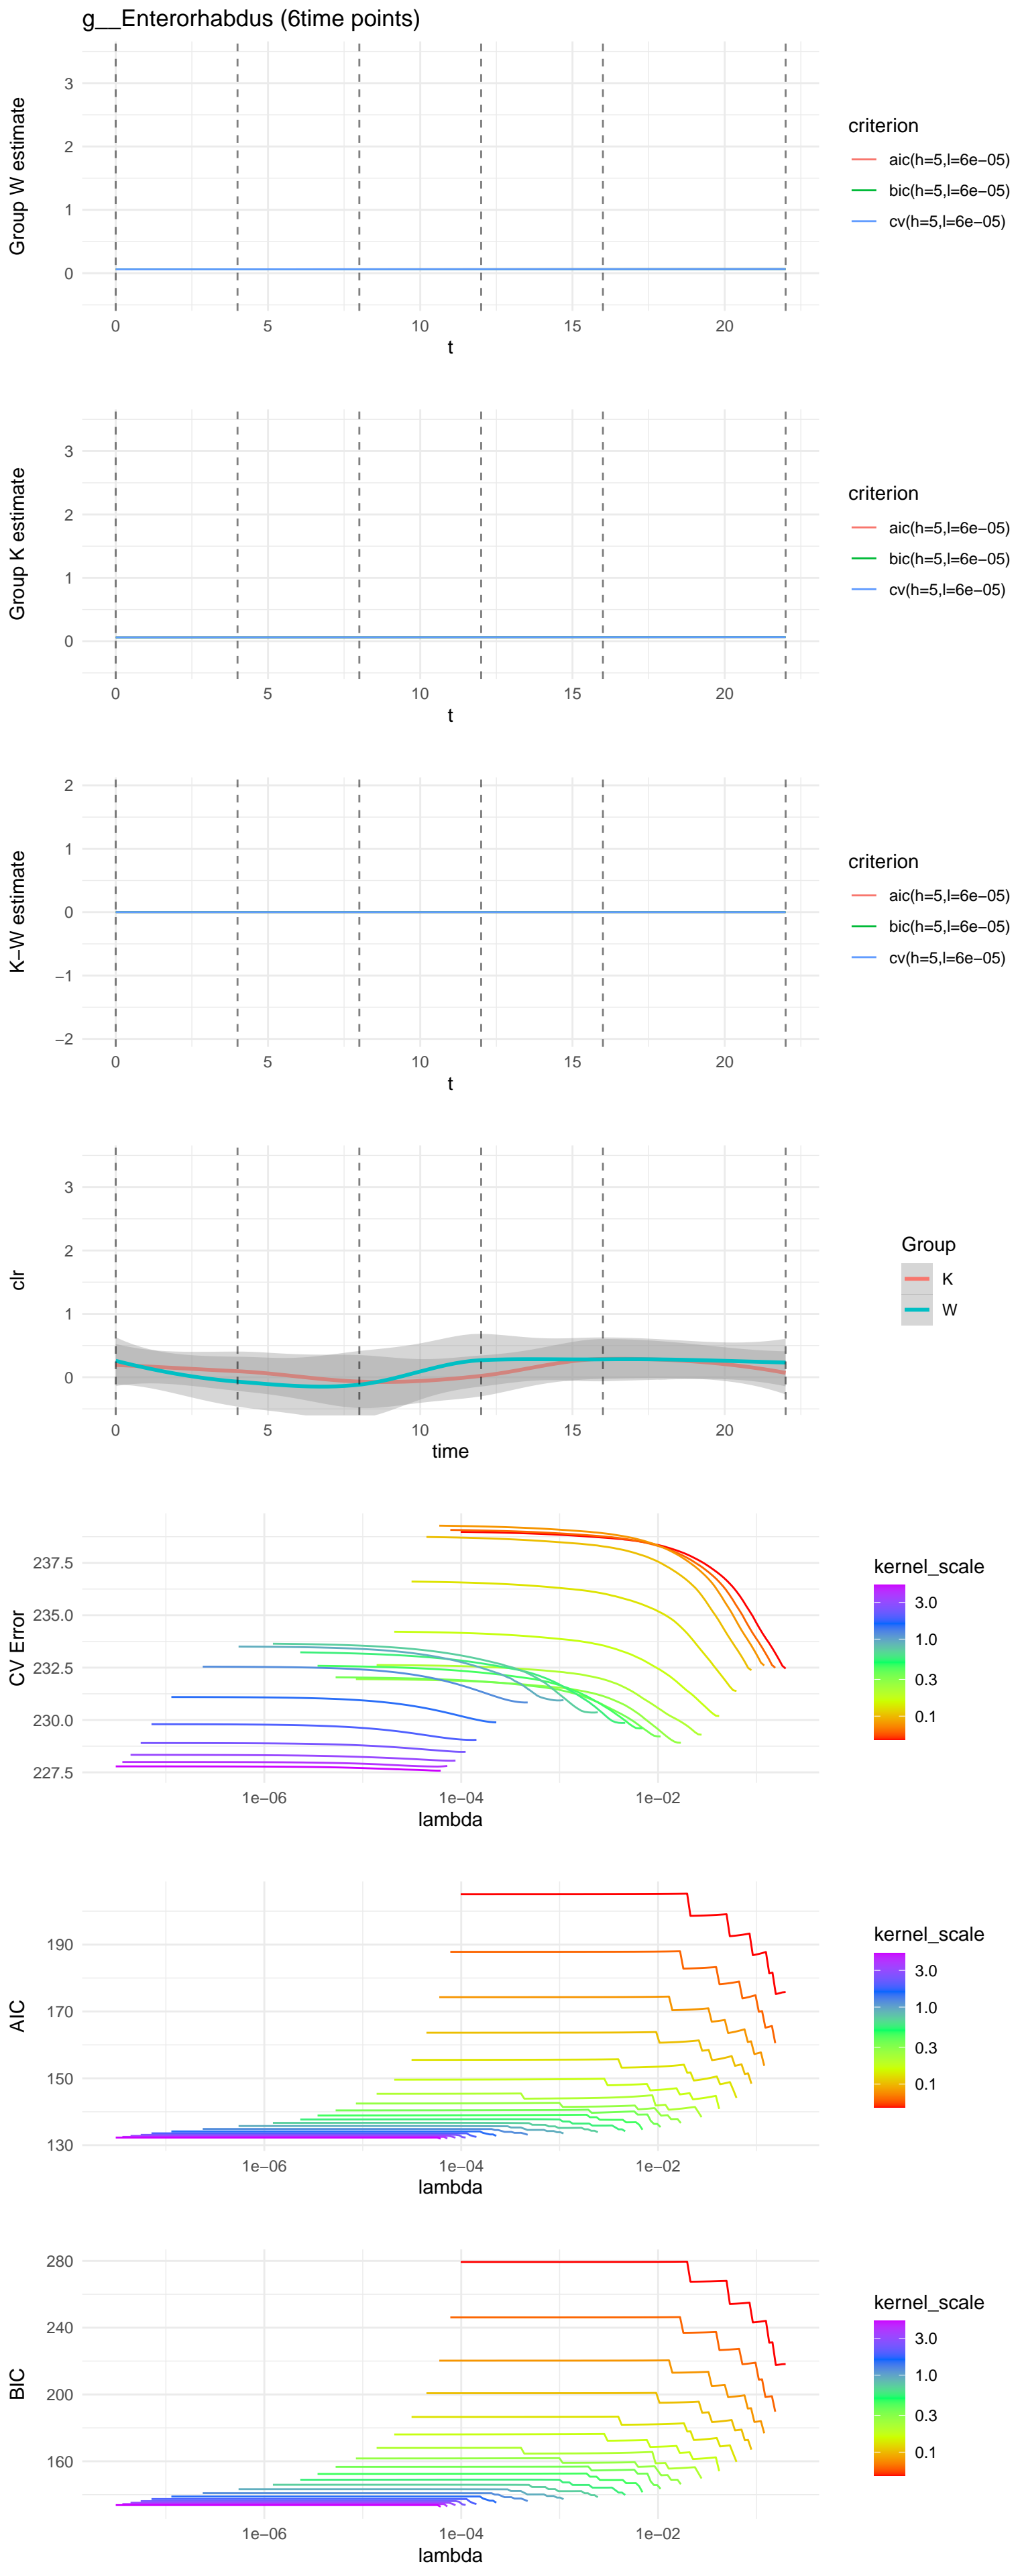 g__Enterorhabdus (6time points)
Group W estimate
3
2
1
0
0
5
10
15
20
t
criterion
aic(h=5,l=6e−05)
bic(h=5,l=6e−05)
cv(h=5,l=6e−05)
Group K estimate
3
2
1
0
0
5
10
15
20
t
criterion
aic(h=5,l=6e−05)
bic(h=5,l=6e−05)
cv(h=5,l=6e−05)
K−W estimate
2
1
0
−1
−2
0
5
10
15
20
t
criterion
aic(h=5,l=6e−05)
bic(h=5,l=6e−05)
cv(h=5,l=6e−05)
clr
3
2
1
0
0
5
10
15
20
time
Group
K
W
CV Error
237.5
235.0
232.5
230.0
227.5
1e−06
1e−04
1e−02
lambda
kernel_scale
3.0
1.0
0.3
0.1
AIC
190
170
150
130
1e−06
1e−04
1e−02
lambda
kernel_scale
3.0
1.0
0.3
0.1
BIC
280
240
200
160
1e−06
1e−04
1e−02
lambda
kernel_scale
3.0
1.0
0.3
0.1